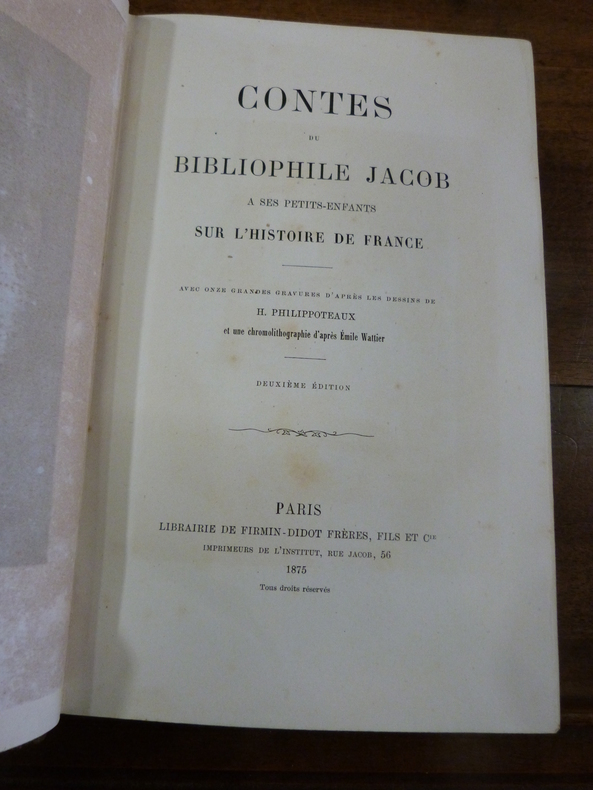 CONTES
DU
BIBLIOPHILE JACOB
A SES PETITS-ENFANTS
SUR L'HISTOIRE DE FRANCE
AVEC ONZE GRANDES GRAVURES D'APRÈS LES DESSINS DE
H. PHILIPPOTEAUX
et une chromolithographie d'après Émile Wattier
DEUXIÈME ÉDITION
PARIS
LIBRAIRIE DE FIRMIN-DIDOT FRÈRES, FILS ET Cie
IMPRIMEURS DE L'INSTITUT, RUE JACOB, 56
1875
Tous droits réservés